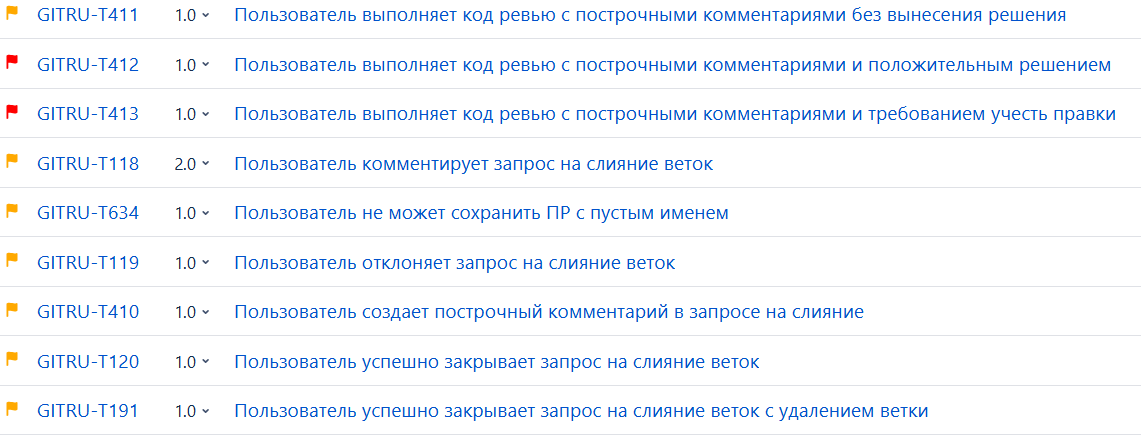 GITRU-T411 1.0 Пользователь выполняет код ревью с построчными комментариями без вынесения решения
GITRU-T412 1.0 Пользователь выполняет код ревью с построчными комментариями и положительным решением
GITRU-T413 1.0 Пользователь выполняет код ревью с построчными комментариями и требованием учесть правки
GITRU-T118 2.0 Пользователь комментирует запрос на слияние веток
GITRU-T634 1.0 Пользователь не может сохранить ПР с пустым именем
GITRU-T119 1.0 Пользователь отклоняет запрос на слияние веток
GITRU-T410 1.0 Пользователь создает построчный комментарий в запросе на слияние
GITRU-T120 1.0 Пользователь успешно закрывает запрос на слияние веток
GITRU-T191 1.0 Пользователь успешно закрывает запрос на слияние веток с удалением ветки